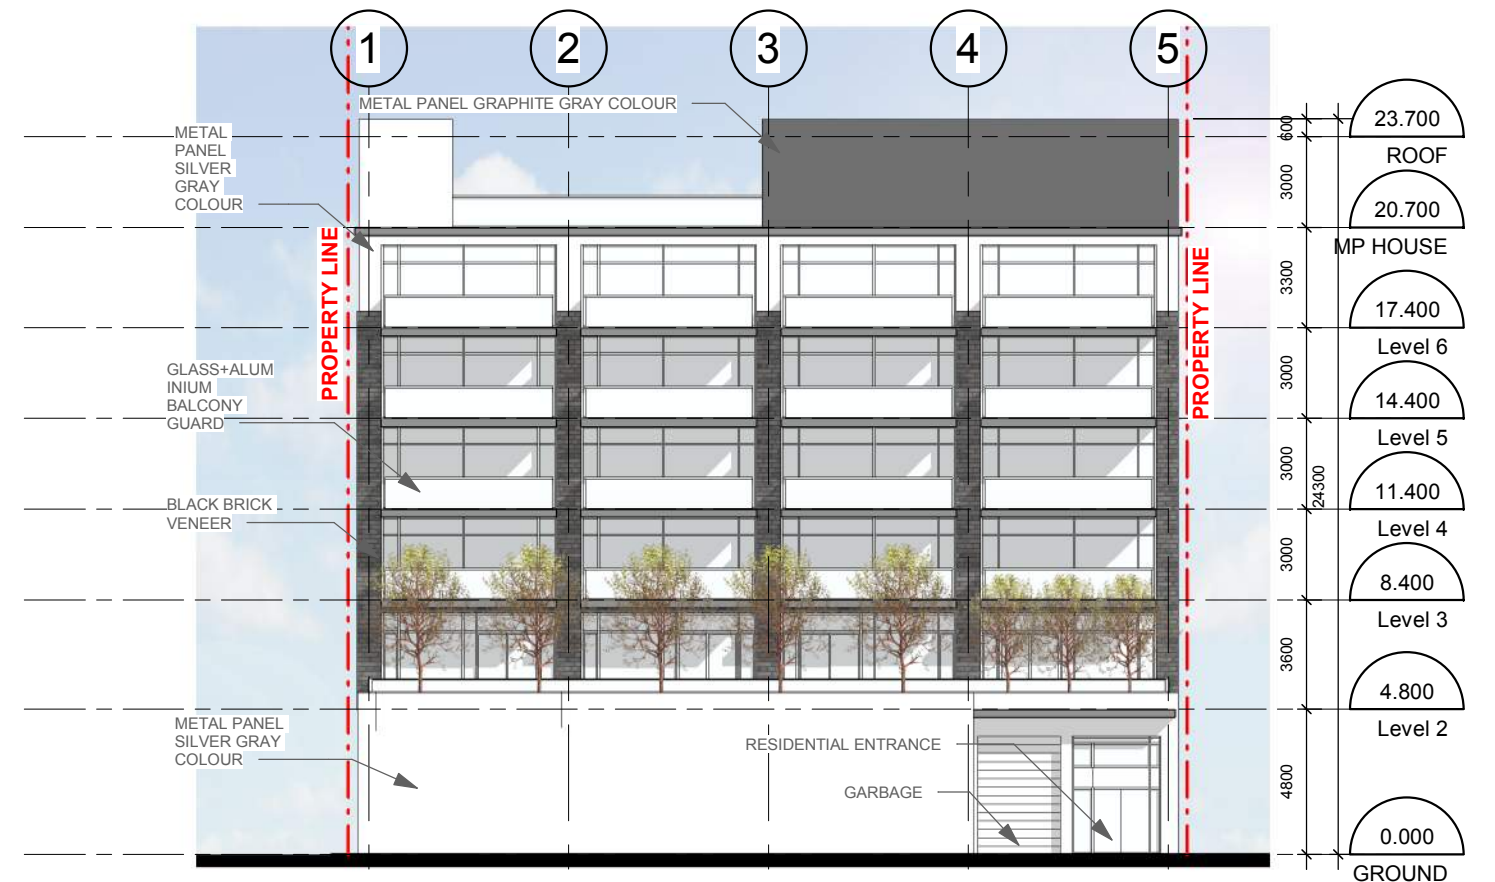 1 2 3 4 5
METAL PANEL GRAPHITE GRAY COLOUR
METAL
PANEL
SILVER
GRAY
COLOUR
PROPERTY LINE
PROPERTY LINE
GLASS+ALUM
INIUM
BALCONY
GUARD
BLACK BRICK
VENEER
METAL PANEL
SILVER GRAY
COLOUR
RESIDENTIAL ENTRANCE
GARBAGE
600
3000
3300
3000
3000
3000
3600
4800
24300
23.700
ROOF
20.700
MP HOUSE
17.400
Level 6
14.400
Level 5
11.400
Level 4
8.400
Level 3
4.800
Level 2
0.000
GROUND